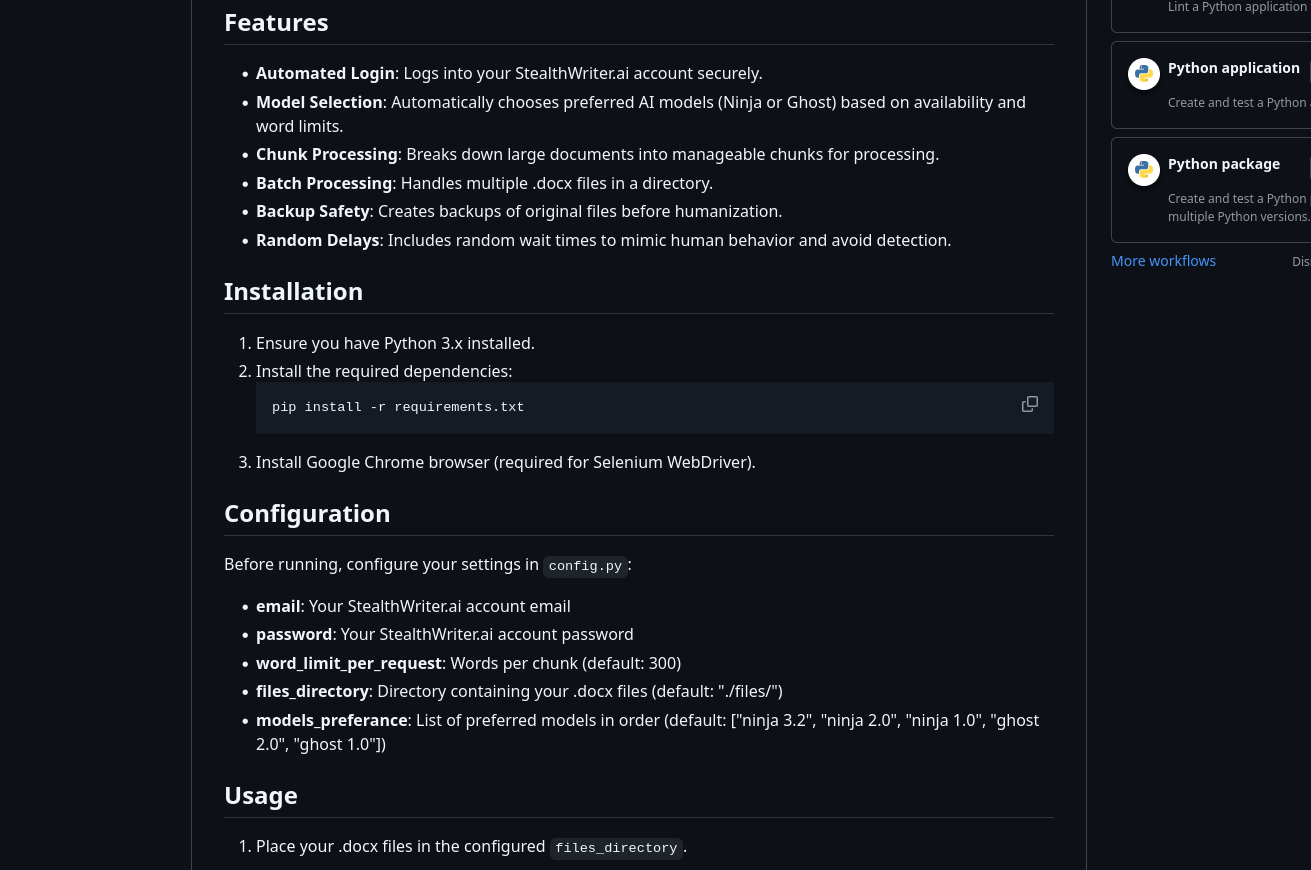 Features
• Automated Login: Logs into your StealthWriter.ai account securely.
• Model Selection: Automatically chooses preferred AI models (Ninja or Ghost) based on availability and
word limits.
• Chunk Processing: Breaks down large documents into manageable chunks for processing.
• Batch Processing: Handles multiple .docx files in a directory.
• Backup Safety: Creates backups of original files before humanization.
• Random Delays: Includes random wait times to mimic human behavior and avoid detection.
Installation
1. Ensure you have Python 3.x installed.
2. Install the required dependencies:
pip install -r requirements.txt
3. Install Google Chrome browser (required for Selenium WebDriver).
Configuration
Before running, configure your settings in config.py:
• email: Your StealthWriter.ai account email
• password: Your StealthWriter.ai account password
• word_limit_per_request: Words per chunk (default: 300)
• files_directory: Directory containing your .docx files (default: "./files/")
• models_preferance: List of preferred models in order (default: ["ninja 3.2", "ninja 2.0", "ninja 1.0", "ghost
2.0", "ghost 1.0"])
Usage
1. Place your .docx files in the configured files_directory.
Lint a Python application
Python application
Create and test a Python
Python package
Create and test a Python
multiple Python versions.
More workflows